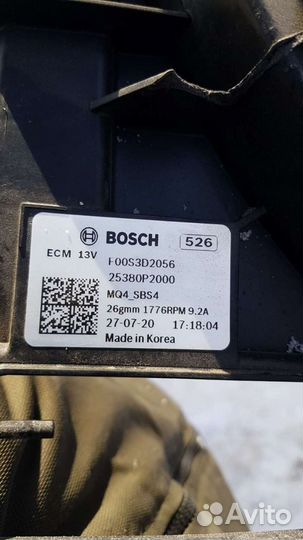 BOSCH 526
ECM 13V F00S3D2056
25380P2000
MQ4_SBS4
26gmm 1776RPM 9.2A
27-07-20 17:18:04
Made in Korea
Avito